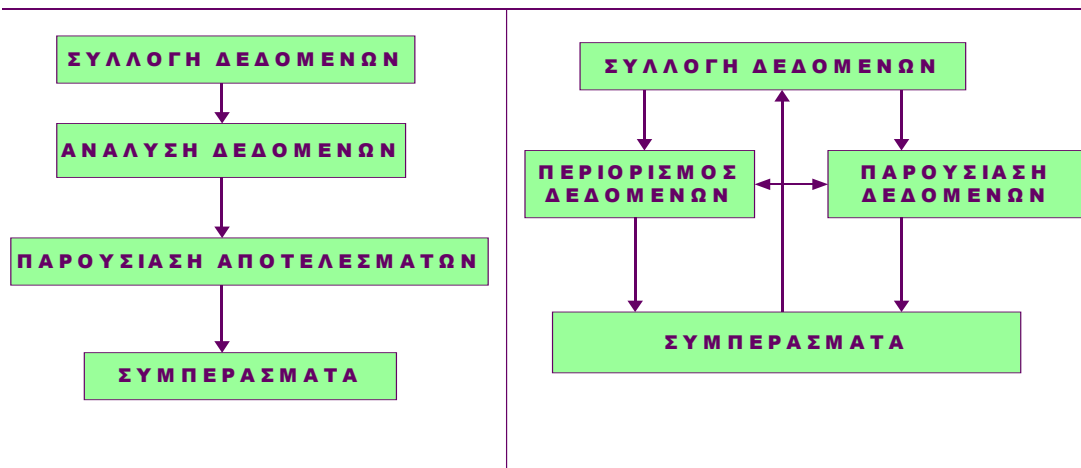 ΣΥΛΛΟΓΗ ΔΕΔΟΜΕΝΩΝ
ΑΝΑΛΥΣΗ ΔΕΔΟΜΕΝΩΝ
ΠΑΡΟΥΣΙΑΣΗ ΑΠΟΤΕΛΕΣΜΑΤΩΝ
ΣΥΜΠΕΡΑΣΜΑΤΑ
ΣΥΛΛΟΓΗ ΔΕΔΟΜΕΝΩΝ
ΠΕΡΙΟΡΙΣΜΟΣ
ΔΕΔΟΜΕΝΩΝ
ΠΑΡΟΥΣΙΑΣΗ
ΔΕΔΟΜΕΝΩΝ
ΣΥΜΠΕΡΑΣΜΑΤΑ